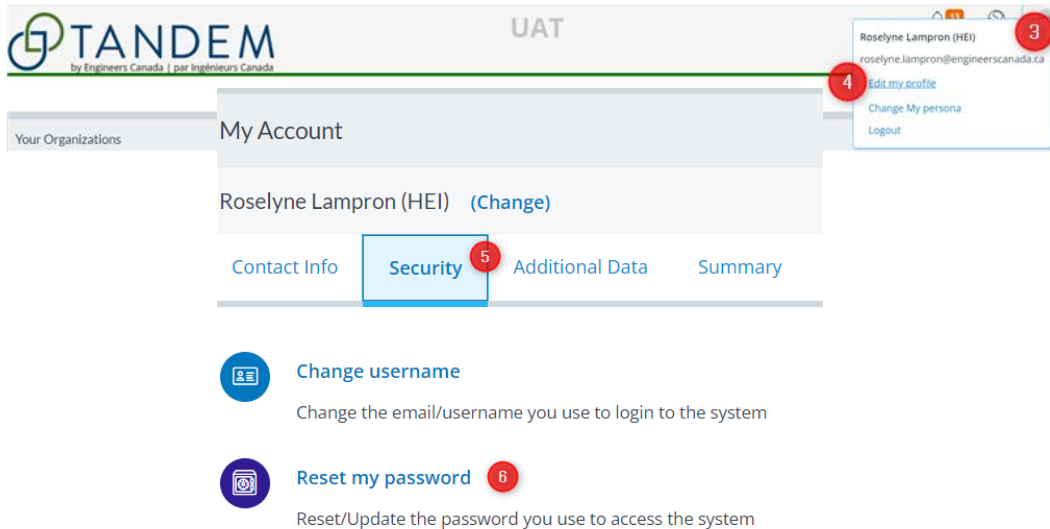 TANDEM
by Engineers Canada | par Ingénieurs Canada
UAT
13
3
Roselyne Lampron (HEI)
roselyne.lampron@engineerscanada.ca
4
Edit my profile
Change My persona
Logout
Your Organizations
My Account
Roselyne Lampron (HEI) (Change)
Contact Info Security 5 Additional Data Summary
Change username
Change the email/username you use to login to the system
Reset my password 6
Reset/Update the password you use to access the system